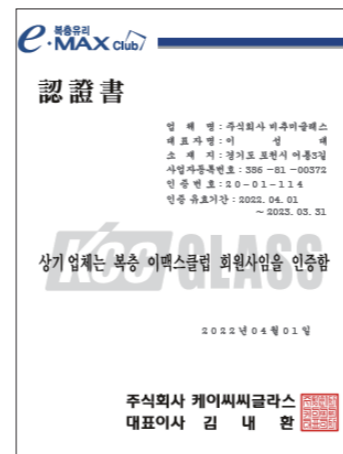 복층유리
e·MAX Club
認證書
업 체 명 : 주식회사 비추미글래스
대 표 자 명 : 이 성 대
소 재 지 : 경기도 포천시 어룡3길
사업자등록번호 : 386 -81 -00372
인 증 번 호 : 20 - 01 - 114
인증 유효기간 : 2022. 04. 01
~ 2023. 03. 31
KCC GLASS
상기 업체는 복층 이맥스클럽 회원사임을 인증함
2022년 04월 01일
주식회사 케이씨씨글라스
대표이사 김 내 환